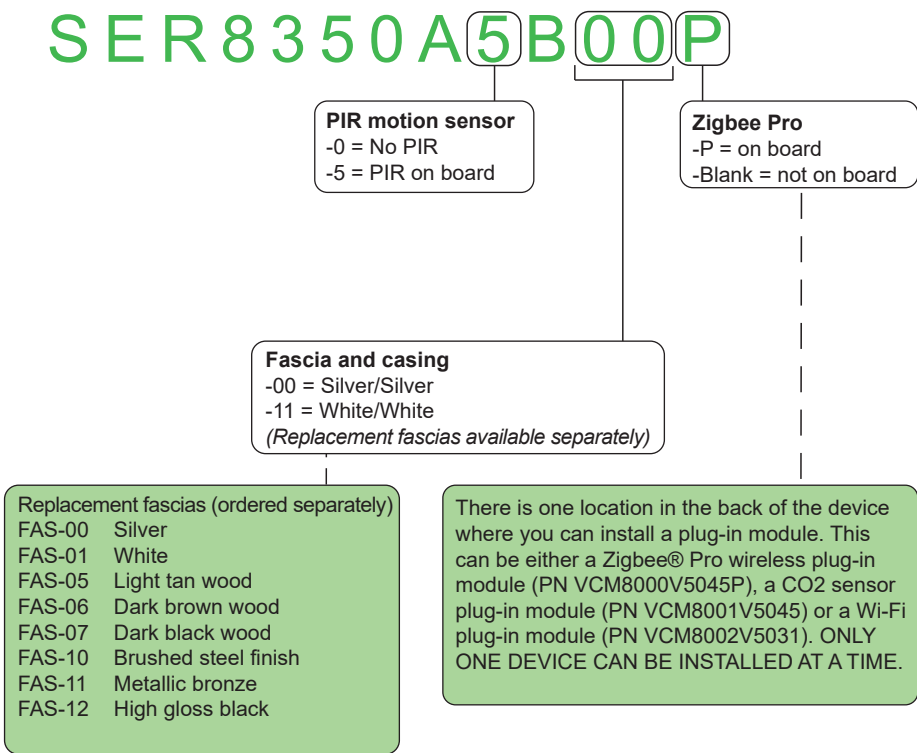 SER8350A5B00P
PIR motion sensor
-0 = No PIR
-5 = PIR on board
Zigbee Pro
-P = on board
-Blank = not on board
Fascia and casing
-00 = Silver/Silver
-11 = White/White
(Replacement fascias available separately)
Replacement fascias (ordered separately)
FAS-00 Silver
FAS-01 White
FAS-05 Light tan wood
FAS-06 Dark brown wood
FAS-07 Dark black wood
FAS-10 Brushed steel finish
FAS-11 Metallic bronze
FAS-12 High gloss black
There is one location in the back of the device
where you can install a plug-in module. This
can be either a Zigbee® Pro wireless plug-in
module (PN VCM8000V5045P), a CO2 sensor
plug-in module (PN VCM8001V5045) or a Wi-Fi
plug-in module (PN VCM8002V5031). ONLY
ONE DEVICE CAN BE INSTALLED AT A TIME.